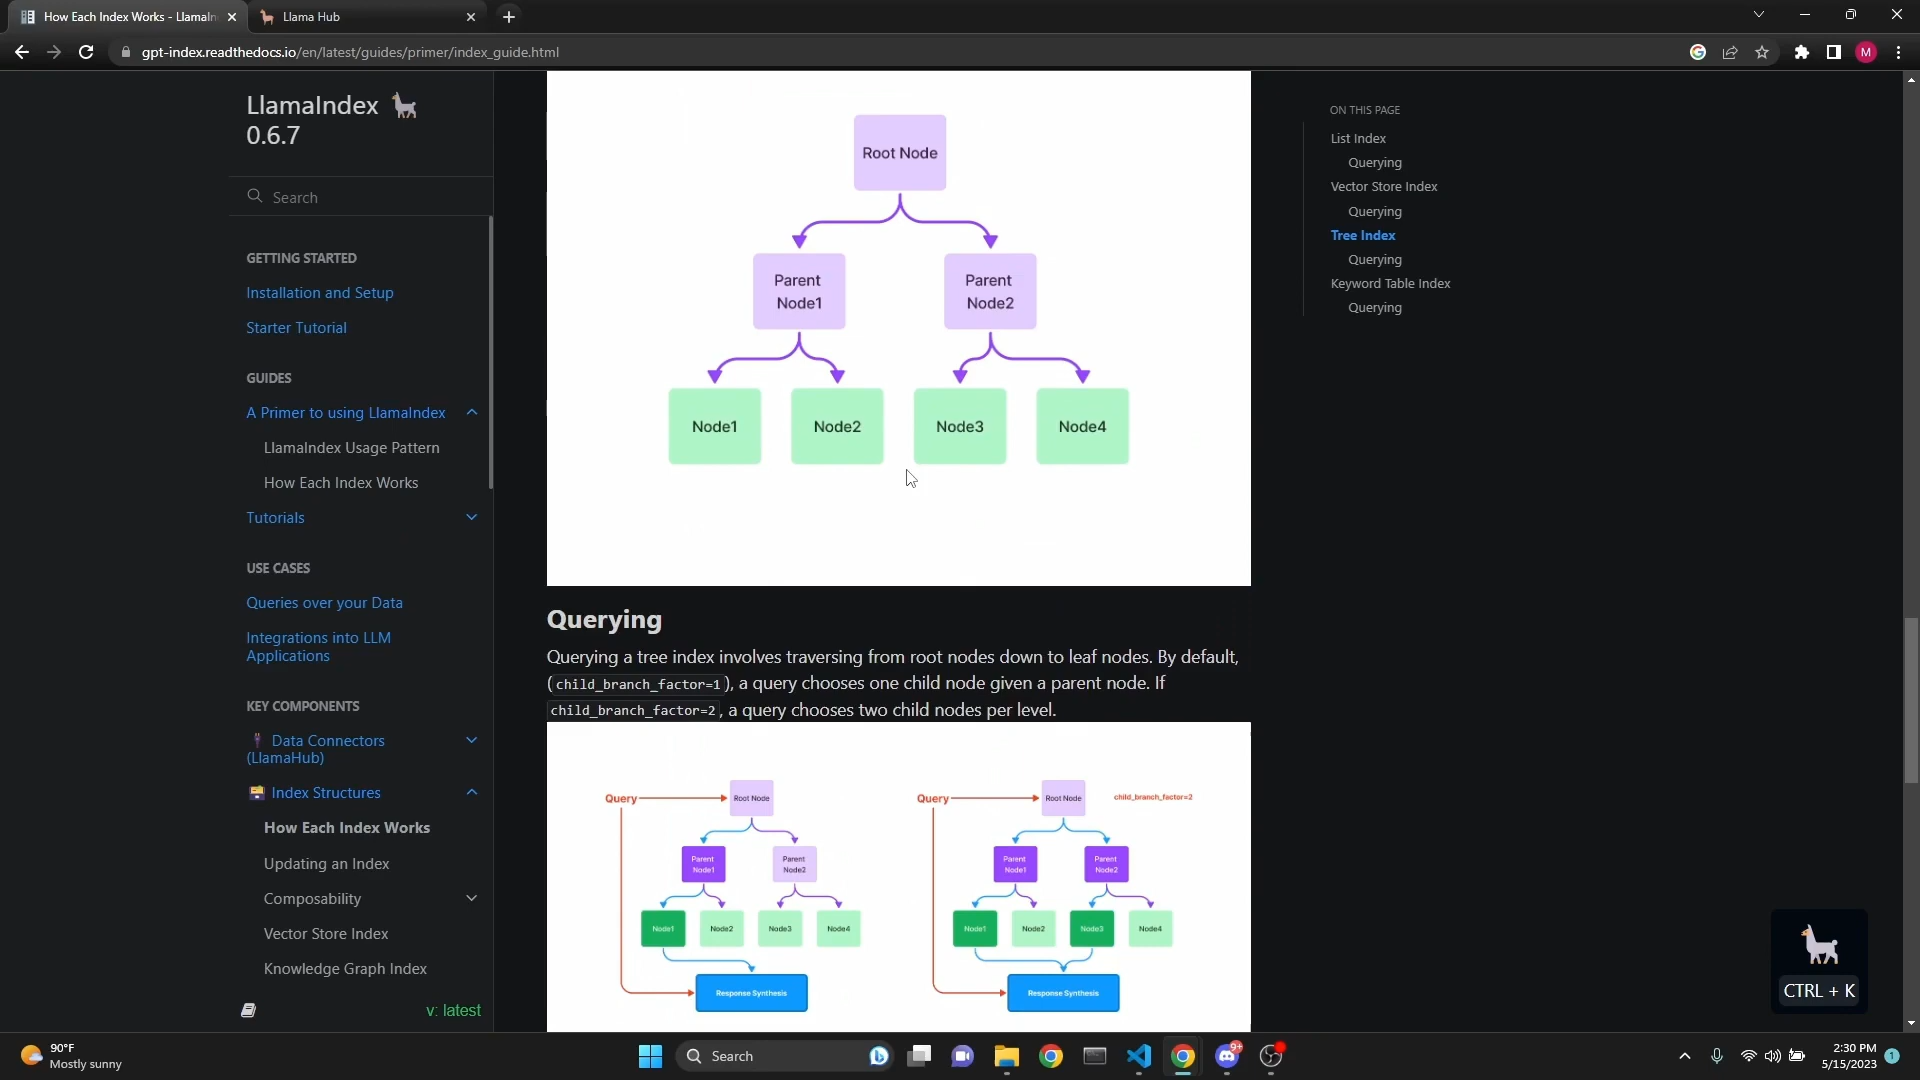 How Each Index Works - LlamaIn
Llama Hub
gpt-index.readthedocs.io/en/latest/guides/primer/index_guide.html
M
LlamaIndex
0.6.7
Search
GETTING STARTED
Installation and Setup
Starter Tutorial
GUIDES
A Primer to using LlamaIndex
LlamaIndex Usage Pattern
How Each Index Works
Tutorials
USE CASES
Queries over your Data
Integrations into LLM
Applications
KEY COMPONENTS
Data Connectors
(LlamaHub)
Index Structures
How Each Index Works
Updating an Index
Composability
Vector Store Index
Knowledge Graph Index
v: latest
Root Node
Parent
Node1
Parent
Node2
Node1
Node2
Node3
Node4
Querying
Querying a tree index involves traversing from root nodes down to leaf nodes. By default,
(child_branch_factor=1), a query chooses one child node given a parent node. If
child_branch_factor=2, a query chooses two child nodes per level.
Query
Root Node
Parent
Node1
Parent
Node2
Node1
Node2
Node3
Node4
Response Synthesis
Query
Root Node
child_branch_factor=2
Parent
Node1
Parent
Node2
Node1
Node2
Node3
Node4
Response Synthesis
ON THIS PAGE
List Index
Querying
Vector Store Index
Querying
Tree Index
Querying
Keyword Table Index
Querying
CTRL + K
90°F
Mostly sunny
Search
9+
2:30 PM
5/15/2023
1